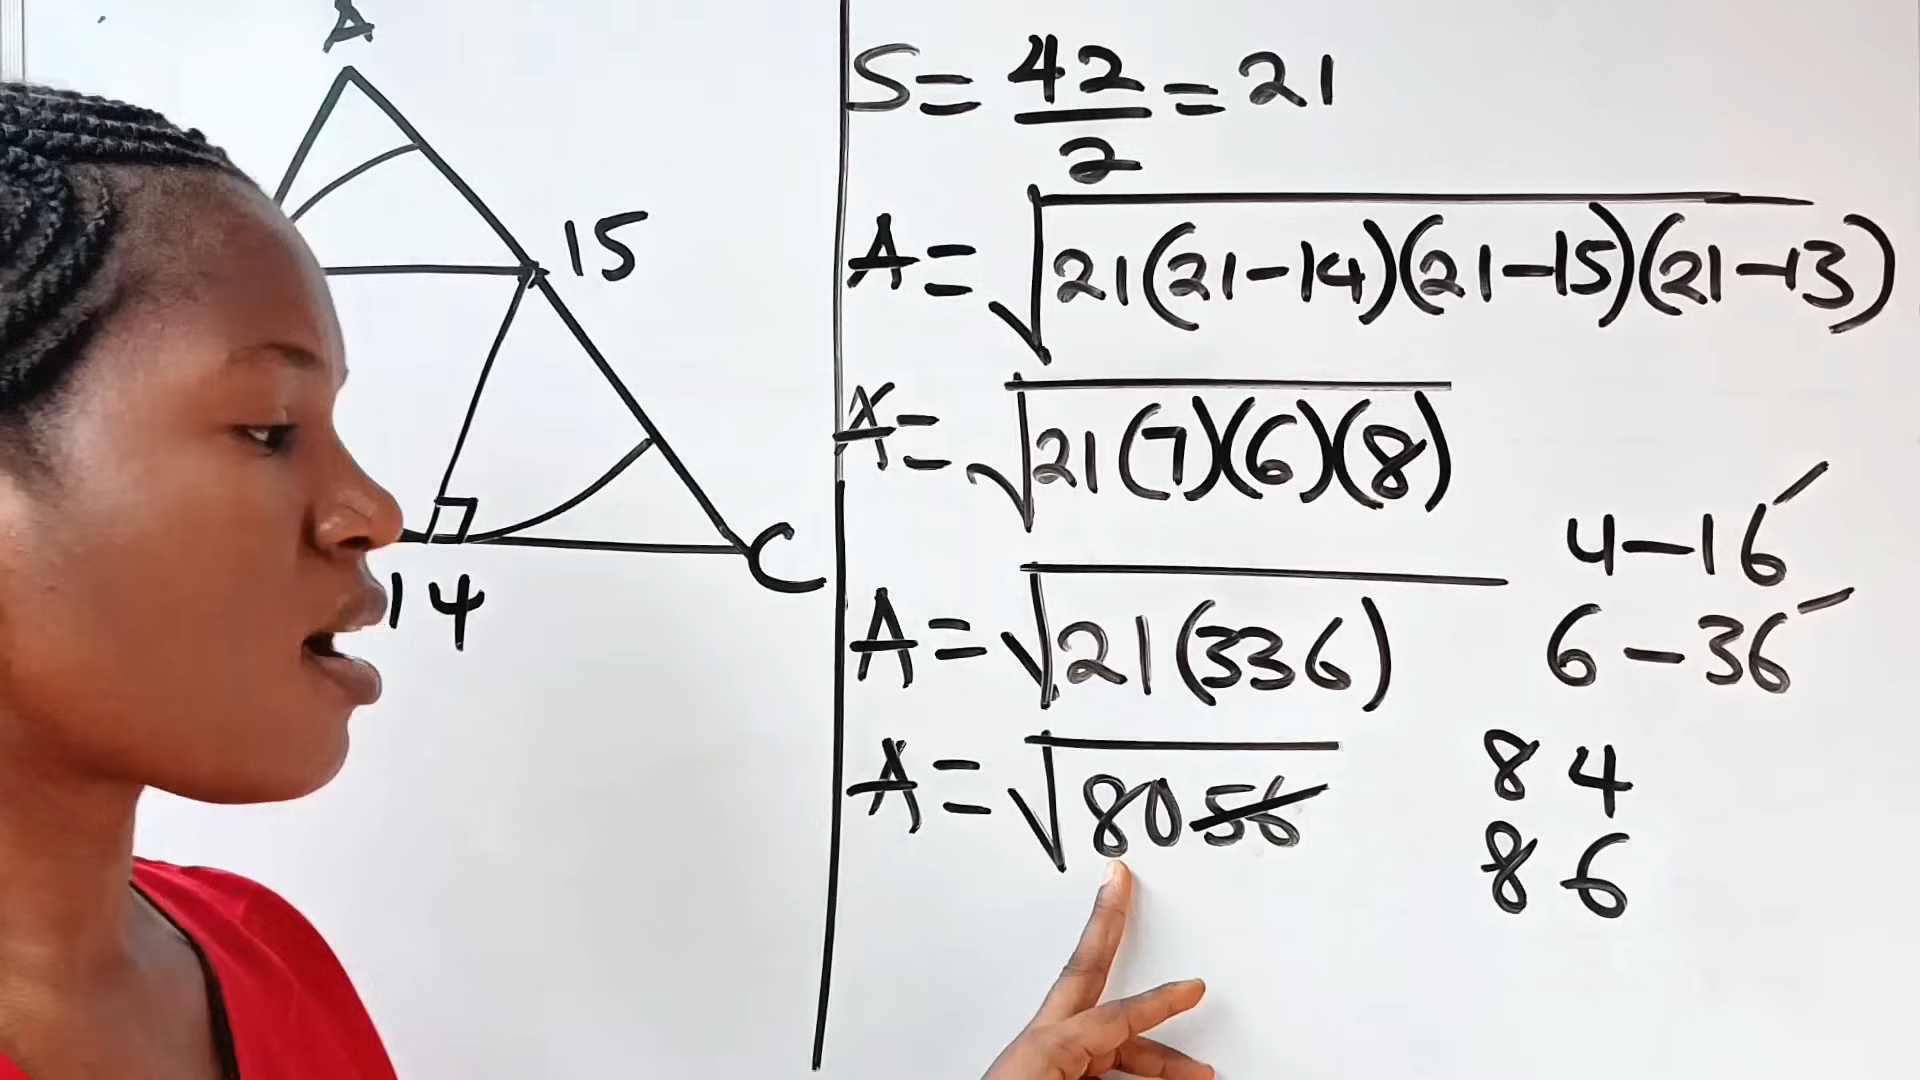 A
15
14
C
S = 42/2 = 21
A = √21(21-14)(21-15)(21-13)
A = √21(7)(6)(8)
A = √21(336)
A = √8056
4-16
6-36
84
86